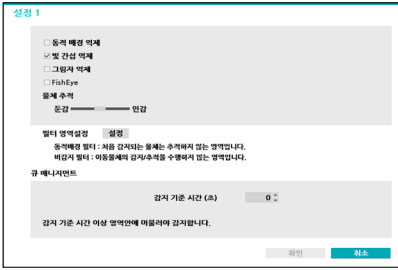 설정 1
동적 배경 억제
빛 간섭 억제
그림자 억제
FishEye
물체 추적
둔감 민감
필터 영역설정 설정
동적배경 필터 : 처음 감지되는 물체는 추적하지 않는 영역입니다.
비감지 필터 : 이동물체의 감지/추적을 수행하지 않는 영역입니다.
큐 매니지먼트
감지 기준 시간 (초) 0
감지 기준 시간 이상 영역안에 머물러야 감지합니다.
확인 취소